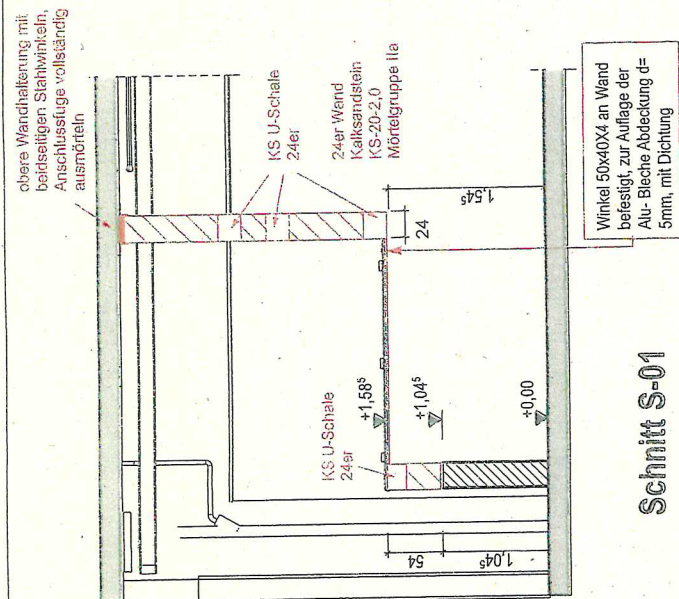 obere Wandhalterung mit
beidseitigen Stahlwinkeln,
Anschlussfuge vollständig
ausmörteln
KS U-Schale
24er
24er Wand
Kalksandstein
KS-20-2,0
Mörtelgruppe IIa
1,54⁵
24
KS U-Schale
24er
+1,58⁵
+1,04⁵
±0,00
54
1,04⁵
Winkel 50x40X4 an Wand
befestigt, zur Auflage der
Alu- Bleche Abdeckung d=
5mm, mit Dichtung
Schnitt S-01